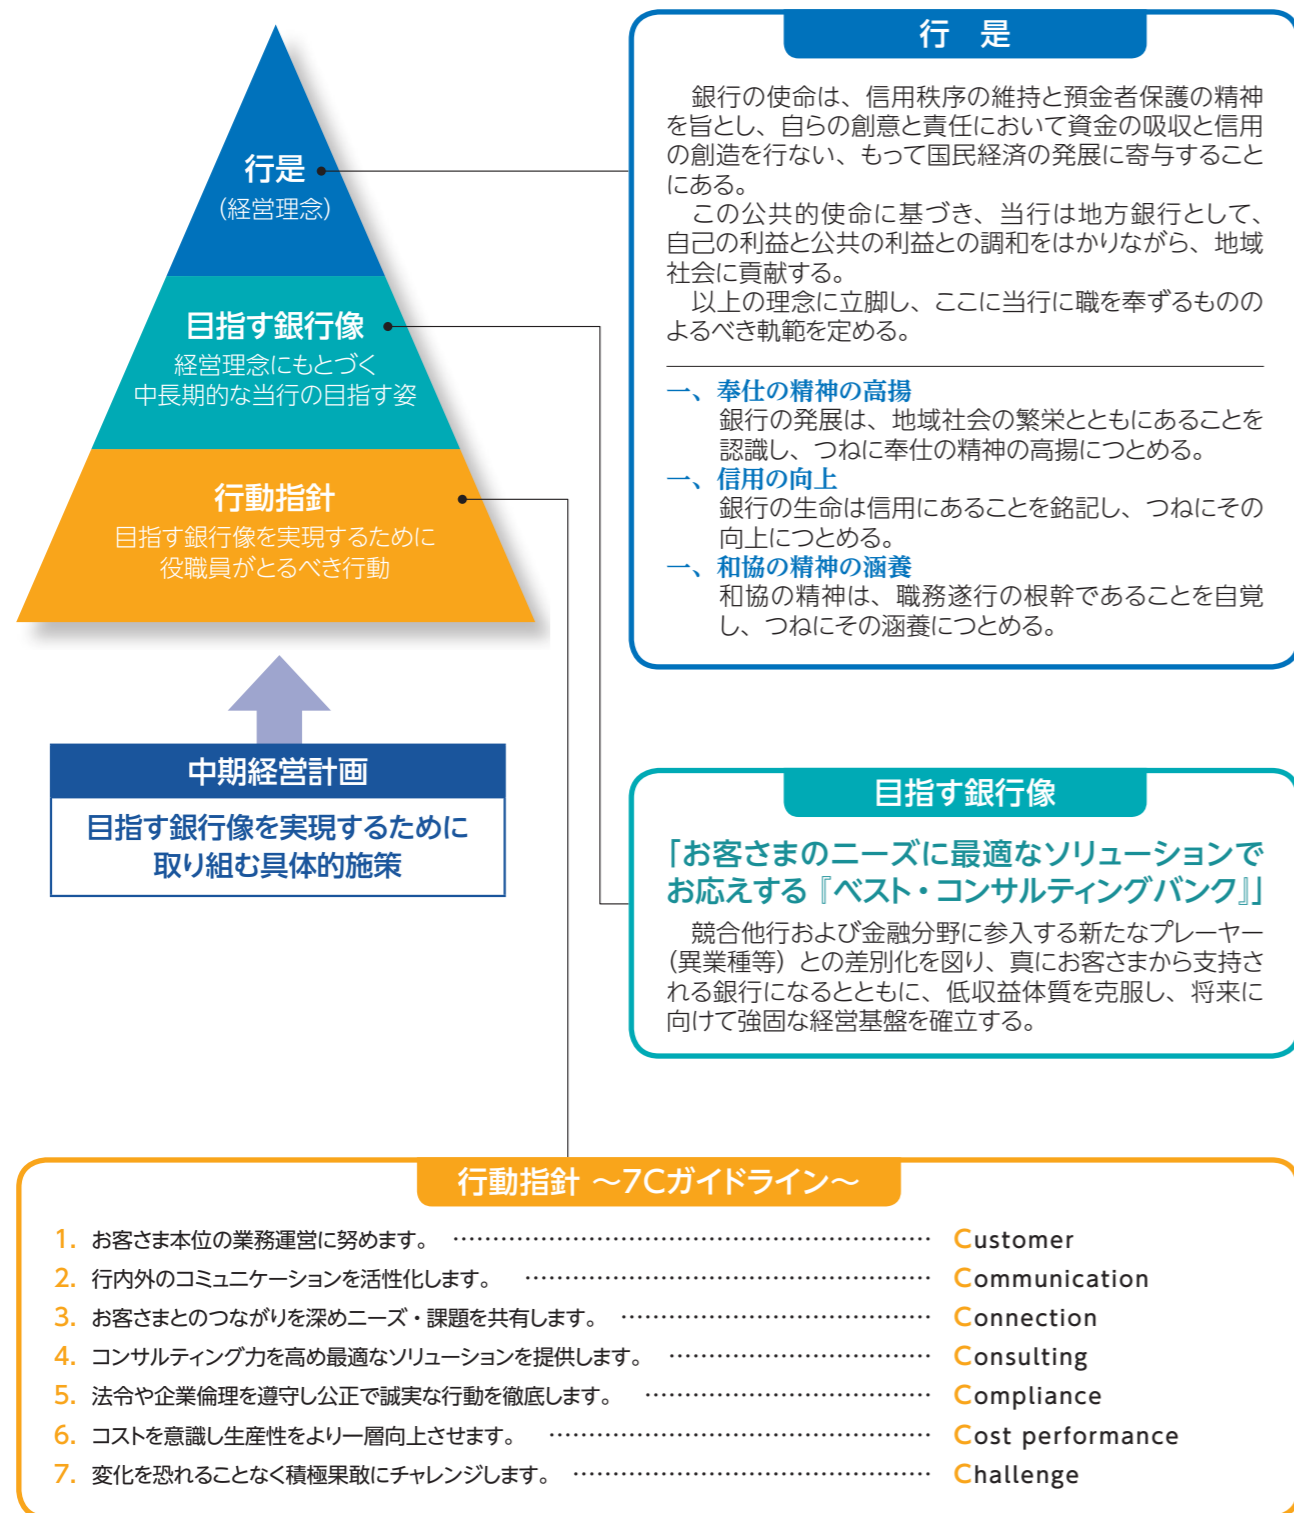 行是
(経営理念)
目指す銀行像
経営理念にもとづく
中長期的な当行の目指す姿
行動指針
目指す銀行像を実現するために
役職員がとるべき行動
中期経営計画
目指す銀行像を実現するために
取り組む具体的施策
行　是
　銀行の使命は、信用秩序の維持と預金者保護の精神
を旨とし、自らの創意と責任において資金の吸収と信用
の創造を行ない、もって国民経済の発展に寄与すること
にある。
　この公共的使命に基づき、当行は地方銀行として、
自己の利益と公共の利益との調和をはかりながら、地域
社会に貢献する。
　以上の理念に立脚し、ここに当行に職を奉ずるものの
よるべき軌範を定める。
一、奉仕の精神の高揚
銀行の発展は、地域社会の繁栄とともにあることを
認識し、つねに奉仕の精神の高揚につとめる。
一、信用の向上
銀行の生命は信用にあることを銘記し、つねにその
向上につとめる。
一、和協の精神の涵養
和協の精神は、職務遂行の根幹であることを自覚
し、つねにその涵養につとめる。
目指す銀行像
「お客さまのニーズに最適なソリューションで
お応えする『ベスト・コンサルティングバンク』」
　競合他行および金融分野に参入する新たなプレーヤー
(異業種等) との差別化を図り、真にお客さまから支持さ
れる銀行になるとともに、低収益体質を克服し、将来に
向けて強固な経営基盤を確立する。
行動指針 ～7Cガイドライン～
1. お客さま本位の業務運営に努めます。 ………………………………………………… Customer
2. 行内外のコミュニケーションを活性化します。 ………………………………………… Communication
3. お客さまとのつながりを深めニーズ・課題を共有します。 ……………………………… Connection
4. コンサルティング力を高め最適なソリューションを提供します。 ………………………… Consulting
5. 法令や企業倫理を遵守し公正で誠実な行動を徹底します。 …………………………… Compliance
6. コストを意識し生産性をより一層向上させます。 ……………………………………… Cost performance
7. 変化を恐れることなく積極果敢にチャレンジします。 …………………………………… Challenge